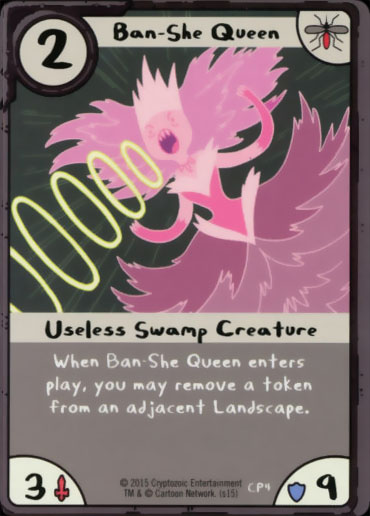 2
Ban-She Queen
Useless Swamp Creature
When Ban-She Queen enters
play, you may remove a token
from an adjacent Landscape.
3
© 2015 Cryptozoic Entertainment
TM & © Cartoon Network. (s15)
CP4
9